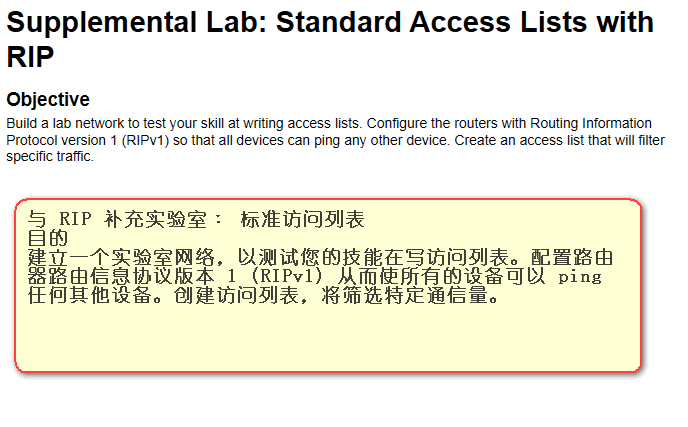 Supplemental Lab: Standard Access Lists with
RIP
Objective
Build a lab network to test your skill at writing access lists. Configure the routers with Routing Information
Protocol version 1 (RIPv1) so that all devices can ping any other device. Create an access list that will filter
specific traffic.
与 RIP 补充实验室： 标准访问列表
目的
建立一个实验室网络，以测试您的技能在写访问列表。配置路由
器路由信息协议版本 1 (RIPv1) 从而使所有的设备可以 ping
任何其他设备。创建访问列表，将筛选特定通信量。